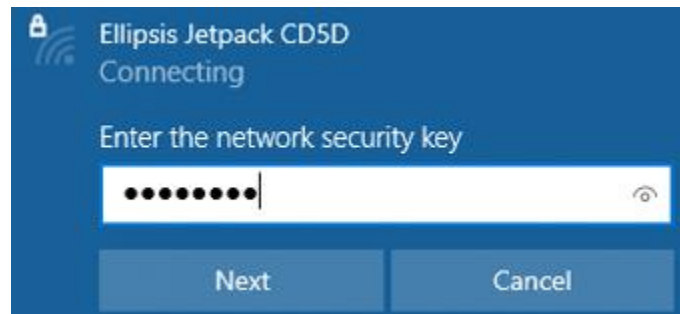 Ellipsis Jetpack CD5D
Connecting
Enter the network security key
••••••••
Next
Cancel